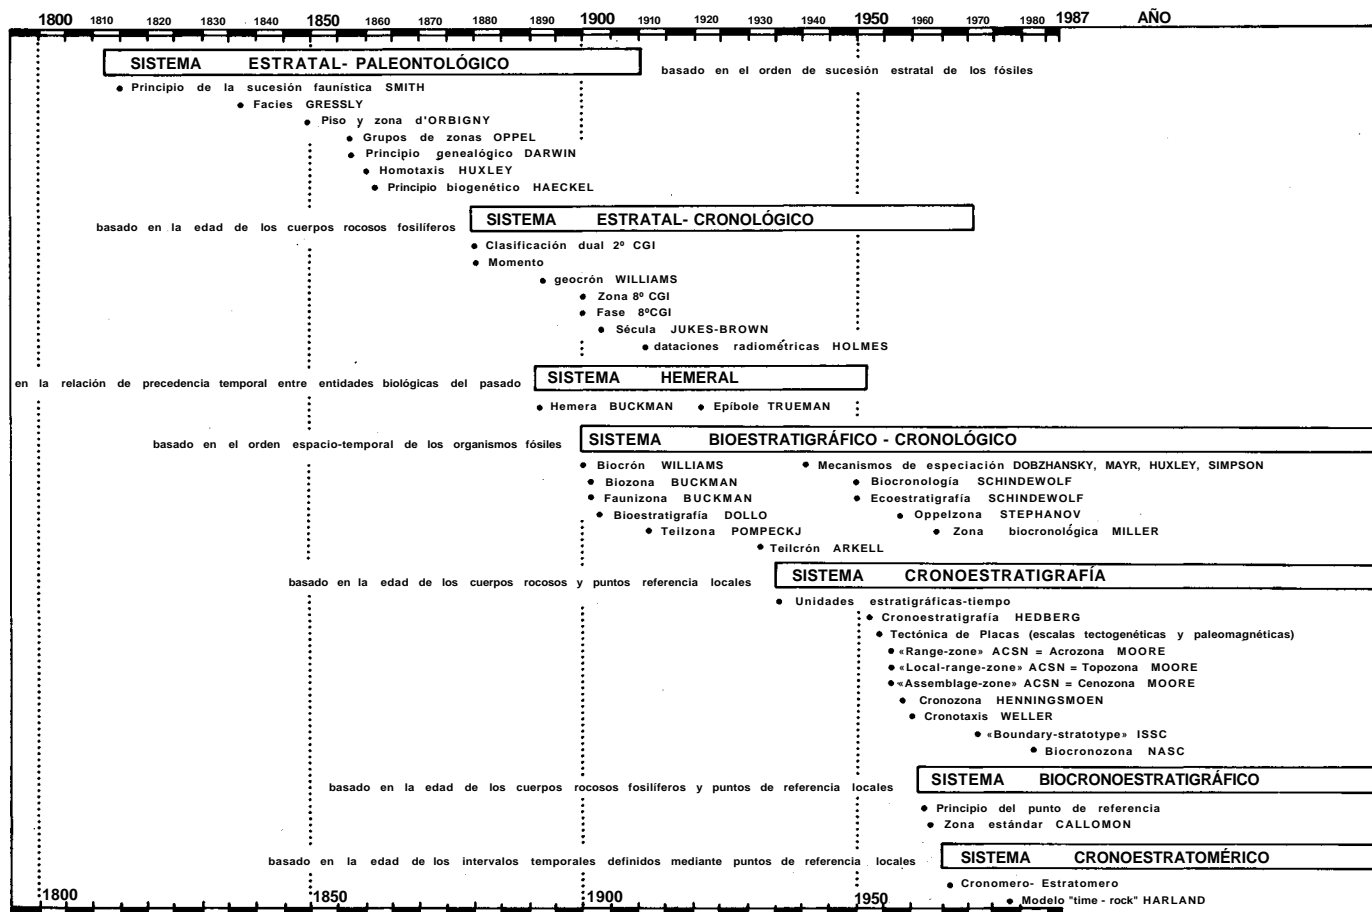 1800 1810 1820 1830 1840 1850 1860 1870 1880 1890 1900 1910 1920 1930 1940 1950 1960 1970 1980 1987 AÑO
SISTEMA ESTRATAL- PALEONTOLÓGICO
basado en el orden de sucesión estratal de los fósiles
• Principio de la sucesión faunística SMITH
• Facies GRESSLY
• Piso y zona d'ORBIGNY
• Grupos de zonas OPPEL
• Principio genealógico DARWIN
• Homotaxis HUXLEY
• Principio biogenético HAECKEL
basado en la edad de los cuerpos rocosos fosilíferos
SISTEMA ESTRATAL- CRONOLÓGICO
• Clasificación dual 2º CGI
• Momento
• geocrón WILLIAMS
• Zona 8º CGI
• Fase 8ºCGI
• Sécula JUKES-BROWN
• dataciones radiométricas HOLMES
en la relación de precedencia temporal entre entidades biológicas del pasado
SISTEMA HEMERAL
• Hemera BUCKMAN • Epíbole TRUEMAN
basado en el orden espacio-temporal de los organismos fósiles
SISTEMA BIOESTRATIGRÁFICO - CRONOLÓGICO
• Biocrón WILLIAMS • Mecanismos de especiación DOBZHANSKY, MAYR, HUXLEY, SIMPSON
• Biozona BUCKMAN • Biocronología SCHINDEWOLF
• Faunizona BUCKMAN • Ecoestratigrafía SCHINDEWOLF
• Bioestratigrafía DOLLO • Oppelzona STEPHANOV
• Teilzona POMPECKJ • Zona biocronológica MILLER
• Teilcrón ARKELL
basado en la edad de los cuerpos rocosos y puntos referencia locales
SISTEMA CRONOESTRATIGRAFÍA
• Unidades estratigráficas-tiempo
• Cronoestratigrafía HEDBERG
• Tectónica de Placas (escalas tectogenéticas y paleomagnéticas)
• «Range-zone» ACSN = Acrozona MOORE
• «Local-range-zone» ACSN = Topozona MOORE
• «Assemblage-zone» ACSN = Cenozona MOORE
• Cronozona HENNINGSMOEN
• Cronotaxis WELLER
• «Boundary-stratotype» ISSC
• Biocronozona NASC
SISTEMA BIOCRONOESTRATIGRÁFICO
basado en la edad de los cuerpos rocosos fosilíferos y puntos de referencia locales
• Principio del punto de referencia
• Zona estándar CALLOMON
basado en la edad de los intervalos temporales definidos mediante puntos de referencia locales
SISTEMA CRONOESTRATOMÉRICO
• Cronomero- Estratomero
• Modelo "time - rock" HARLAND
1800 1850 1900 1950